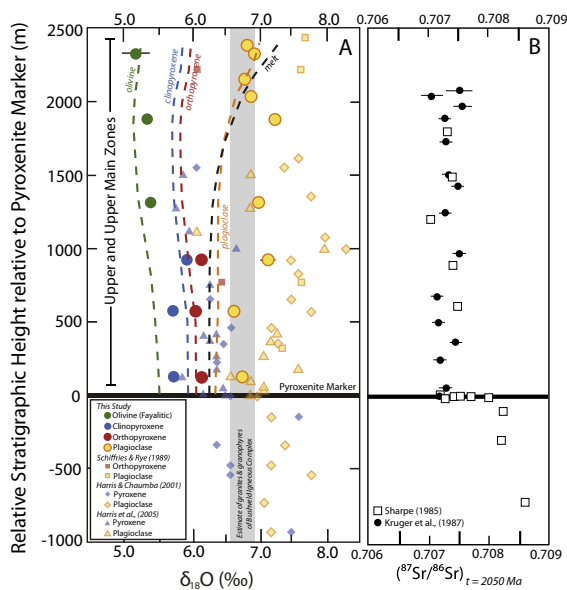 5.0 6.0 7.0 8.0
0.706 0.707 0.708 0.709
A
B
2500
2000
1500
1000
500
0
-500
-1000
Relative Stratigraphic Height relative to Pyroxenite Marker (m)
Upper and Upper Main Zones
olivine
clinopyroxene
orthopyroxene
melt
plagioclase
Pyroxenite Marker
Estimate of granites & granophyres
of Bushveld Igneous Complex
This Study
Olivine (Fayalitic)
Clinopyroxene
Orthopyroxene
Plagioclase
Schiffries & Rye (1989)
Orthopyroxene
Plagioclase
Harris & Chaumba (2001)
Pyroxene
Plagioclase
Harris et al., (2005)
Pyroxene
Plagioclase
Sharpe (1985)
Kruger et al., (1987)
5.0 6.0 7.0 8.0
0.706 0.707 0.708 0.709
δ18O (‰)
(87Sr/86Sr)t = 2050 Ma